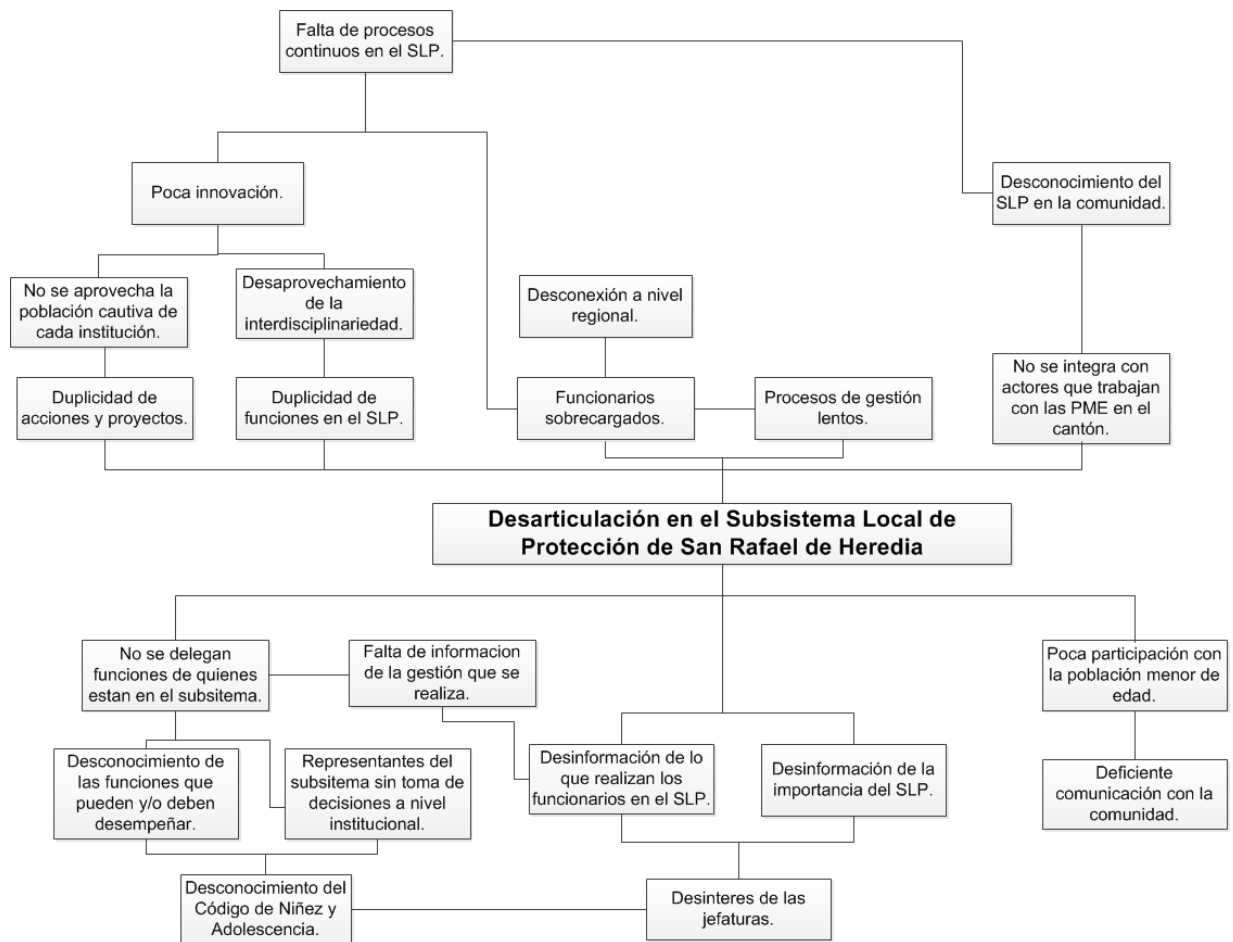 Falta de procesos
continuos en el SLP.
Poca innovación.
Desconocimiento del
SLP en la comunidad.
No se aprovecha la
población cautiva de
cada institución.
Desaprovechamiento
de la
interdisciplinariedad.
Desconexión a nivel
regional.
Duplicidad de
acciones y proyectos.
Duplicidad de
funciones en el SLP.
Funcionarios
sobrecargados.
Procesos de gestión
lentos.
No se integra con
actores que trabajan
con las PME en el
cantón.
Desarticulación en el Subsistema Local de
Protección de San Rafael de Heredia
No se delegan
funciones de quienes
estan en el subsitema.
Falta de informacion
de la gestión que se
realiza.
Poca participación con
la población menor de
edad.
Desconocimiento de
las funciones que
pueden y/o deben
desempeñar.
Representantes del
subsitema sin toma de
decisiones a nivel
institucional.
Desinformación de lo
que realizan los
funcionarios en el SLP.
Desinformación de la
importancia del SLP.
Deficiente
comunicación con la
comunidad.
Desconocimiento del
Código de Niñez y
Adolescencia.
Desinteres de las
jefaturas.